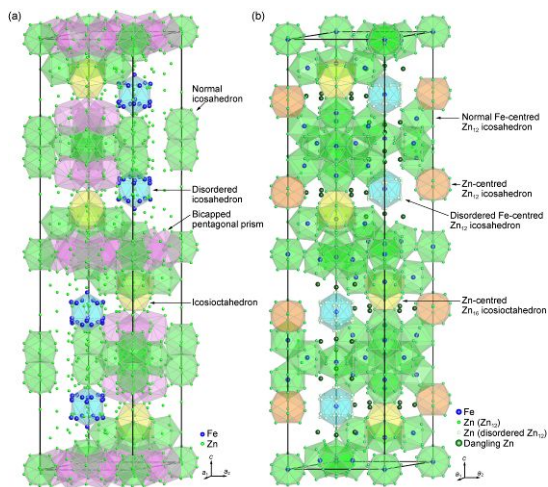 (a)
Normal
icosahedron
Disordered
icosahedron
Bicapped
pentagonal prism
Icosioctahedron
Fe
Zn
c
a₁
a₂
(b)
Normal Fe-centred
Zn₁₂ icosahedron
Zn-centred
Zn₁₂ icosahedron
Disordered Fe-centred
Zn₁₂ icosahedron
Zn-centred
Zn₁₆ icosioctahedron
Fe
Zn (Zn₁₂)
Zn (disordered Zn₁₂)
Dangling Zn
c
a₁
a₂